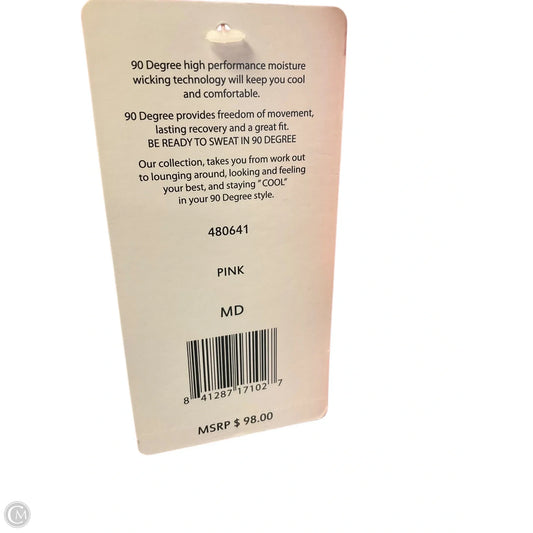 90 Degree high performance moisture
wicking technology will keep you cool
and comfortable.
90 Degree provides freedom of movement,
lasting recovery and a great fit.
BE READY TO SWEAT IN 90 DEGREE
Our collection, takes you from work out
to lounging around, looking and feeling
your best, and staying "COOL"
in your 90 Degree style.
480641
PINK
MD
8 41287 17102 7
MSRP $ 98.00
CM